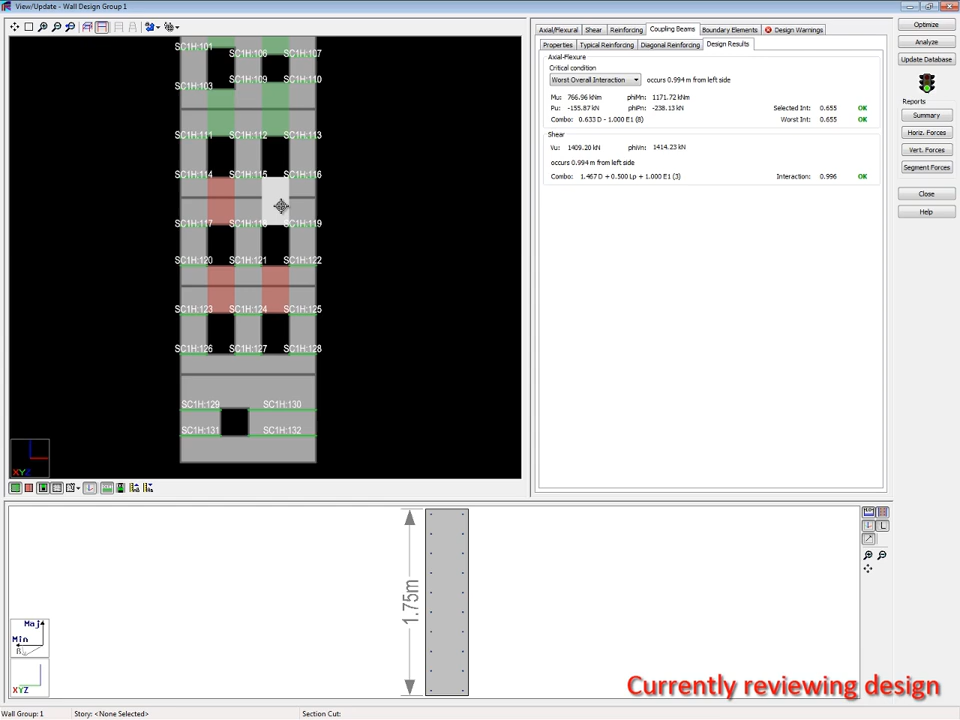 View/Update - Wall Design Group 1
SC1H:101
SC1H:106 SC1H:107
SC1H:103 SC1H:109 SC1H:110
SC1H:111 SC1H:112 SC1H:113
SC1H:114 SC1H:115 SC1H:116
SC1H:117 SC1H:118 SC1H:119
SC1H:120 SC1H:121 SC1H:122
SC1H:123 SC1H:124 SC1H:125
SC1H:126 SC1H:127 SC1H:128
SC1H:129 SC1H:130
SC1H:131 SC1H:132
XYZ
Axial/Flexural Shear Reinforcing Coupling Beams Boundary Elements Design Warnings
Properties Typical Reinforcing Diagonal Reinforcing Design Results
Axial-Flexure
Critical condition
Worst Overall Interaction occurs 0.994 m from left side
Mu: 766.96 kNm phiMn: 1171.72 kNm
Pu: -155.87 kN phiPn: -238.13 kN Selected Int: 0.655 OK
Combo: 0.633 D - 1.000 E1 (8) Worst Int: 0.655 OK
Shear
Vu: 1409.20 kN phiVn: 1414.23 kN
occurs 0.994 m from left side
Combo: 1.467 D + 0.500 Lp + 1.000 E1 (3) Interaction: 0.996 OK
Optimize
Analyze
Update Database
Reports
Summary
Horiz. Forces
Vert. Forces
Segment Forces
Close
Help
1.75m
Maj
Min
XYZ
L
Currently reviewing design
Wall Group: 1 Story: <None Selected> Section Cut: